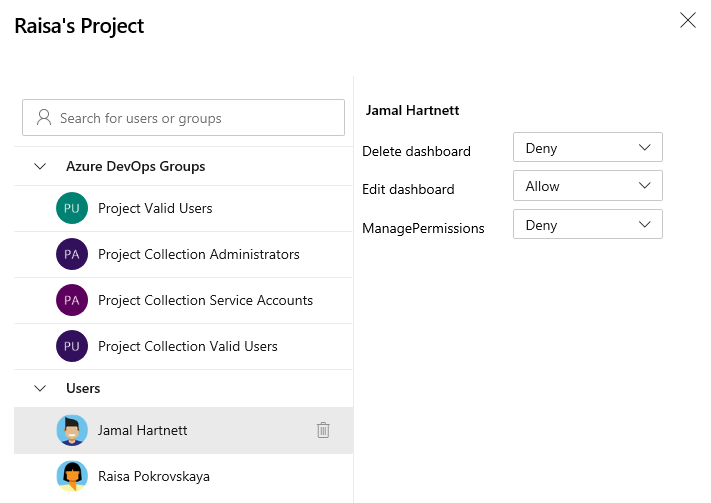 Raisa's Project
Search for users or groups
Azure DevOps Groups
PU Project Valid Users
PA Project Collection Administrators
PA Project Collection Service Accounts
PU Project Collection Valid Users
Users
Jamal Hartnett
Raisa Pokrovskaya
Jamal Hartnett
Delete dashboard Deny
Edit dashboard Allow
ManagePermissions Deny